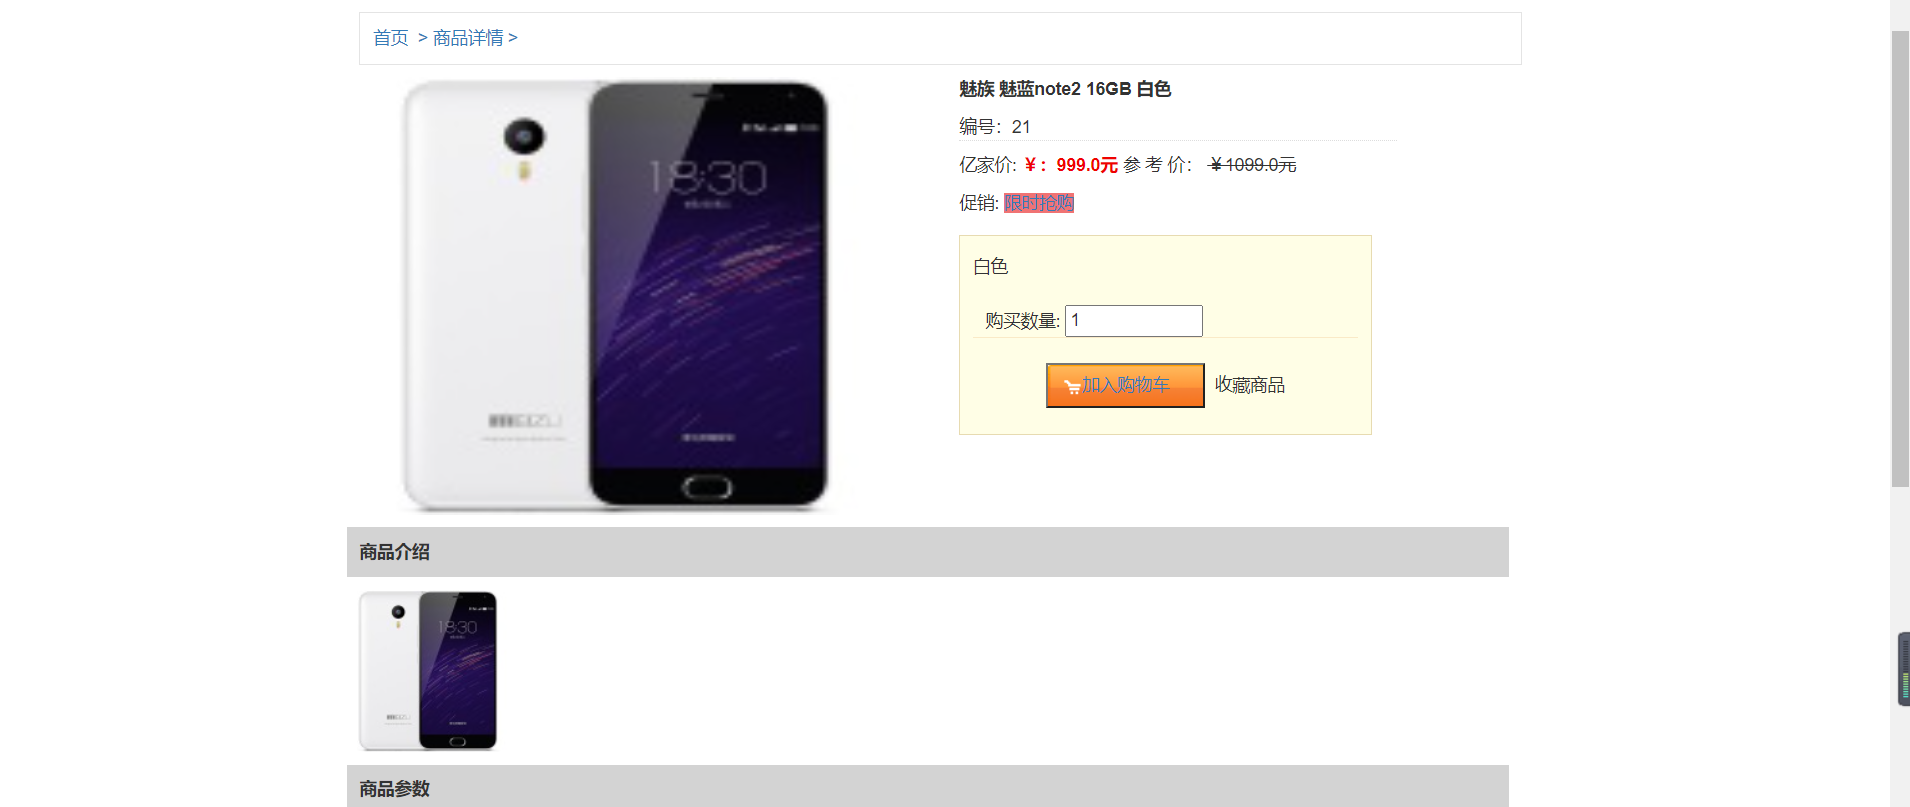 首页 > 商品详情 >
18:30
MEIZU
魅族 魅蓝note2 16GB 白色
编号：21
亿家价: ¥： 999.0元 参 考 价： ¥1099.0元
促销: 限时抢购
白色
购买数量: 1
加入购物车 收藏商品
商品介绍
18:30
商品参数